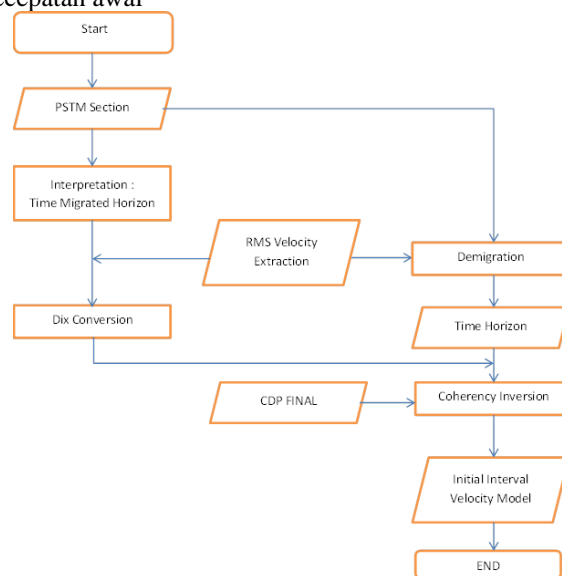 kecepatan awal
Start
PSTM Section
Interpretation :
Time Migrated Horizon
RMS Velocity
Extraction
Demigration
Dix Conversion
Time Horizon
CDP FINAL
Coherency Inversion
Initial Interval
Velocity Model
END